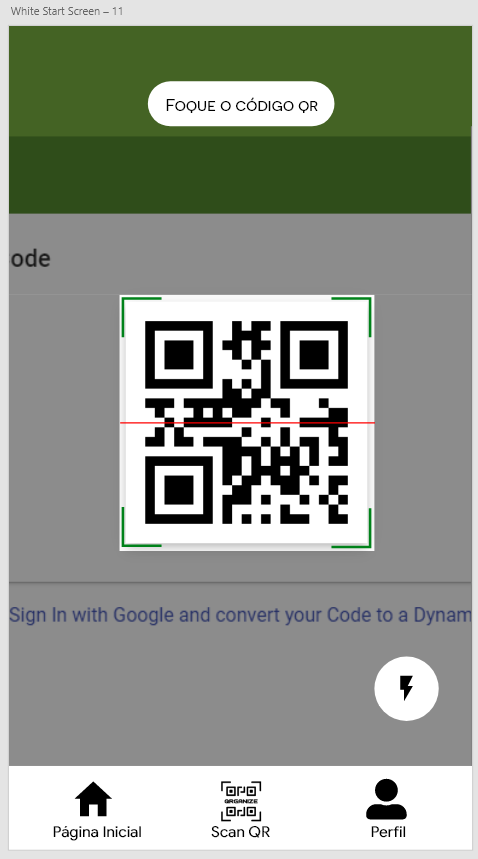 White Start Screen – 11
Foque o código qr
ode
Sign In with Google and convert your Code to a Dynam
QRGANIZE
Página Inicial
Scan QR
Perfil